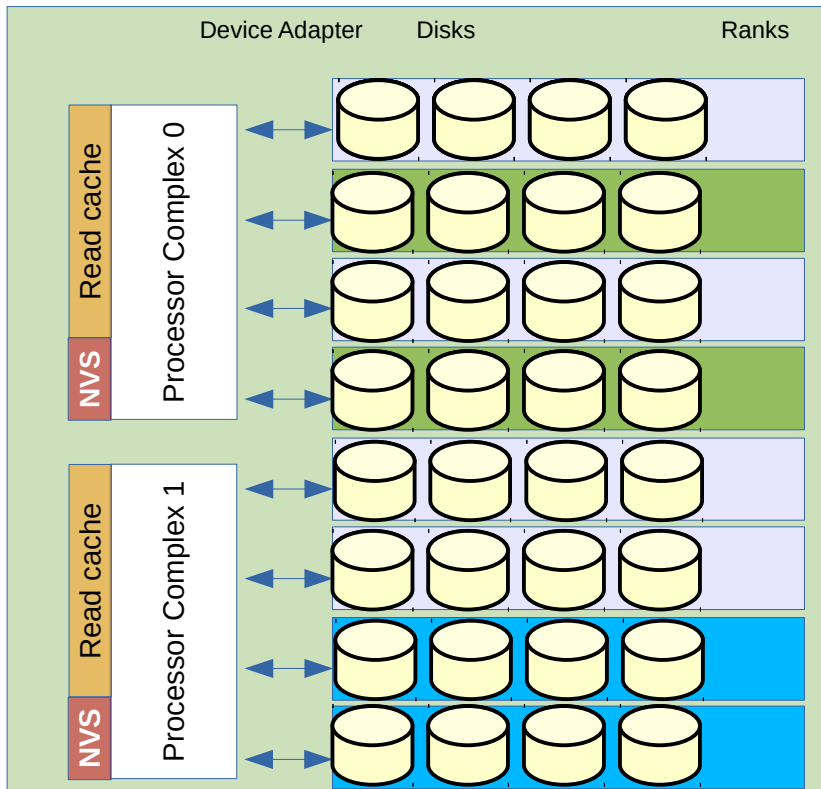 Device Adapter
Disks
Ranks
Read cache
Processor Complex 0
NVS
Read cache
Processor Complex 1
NVS